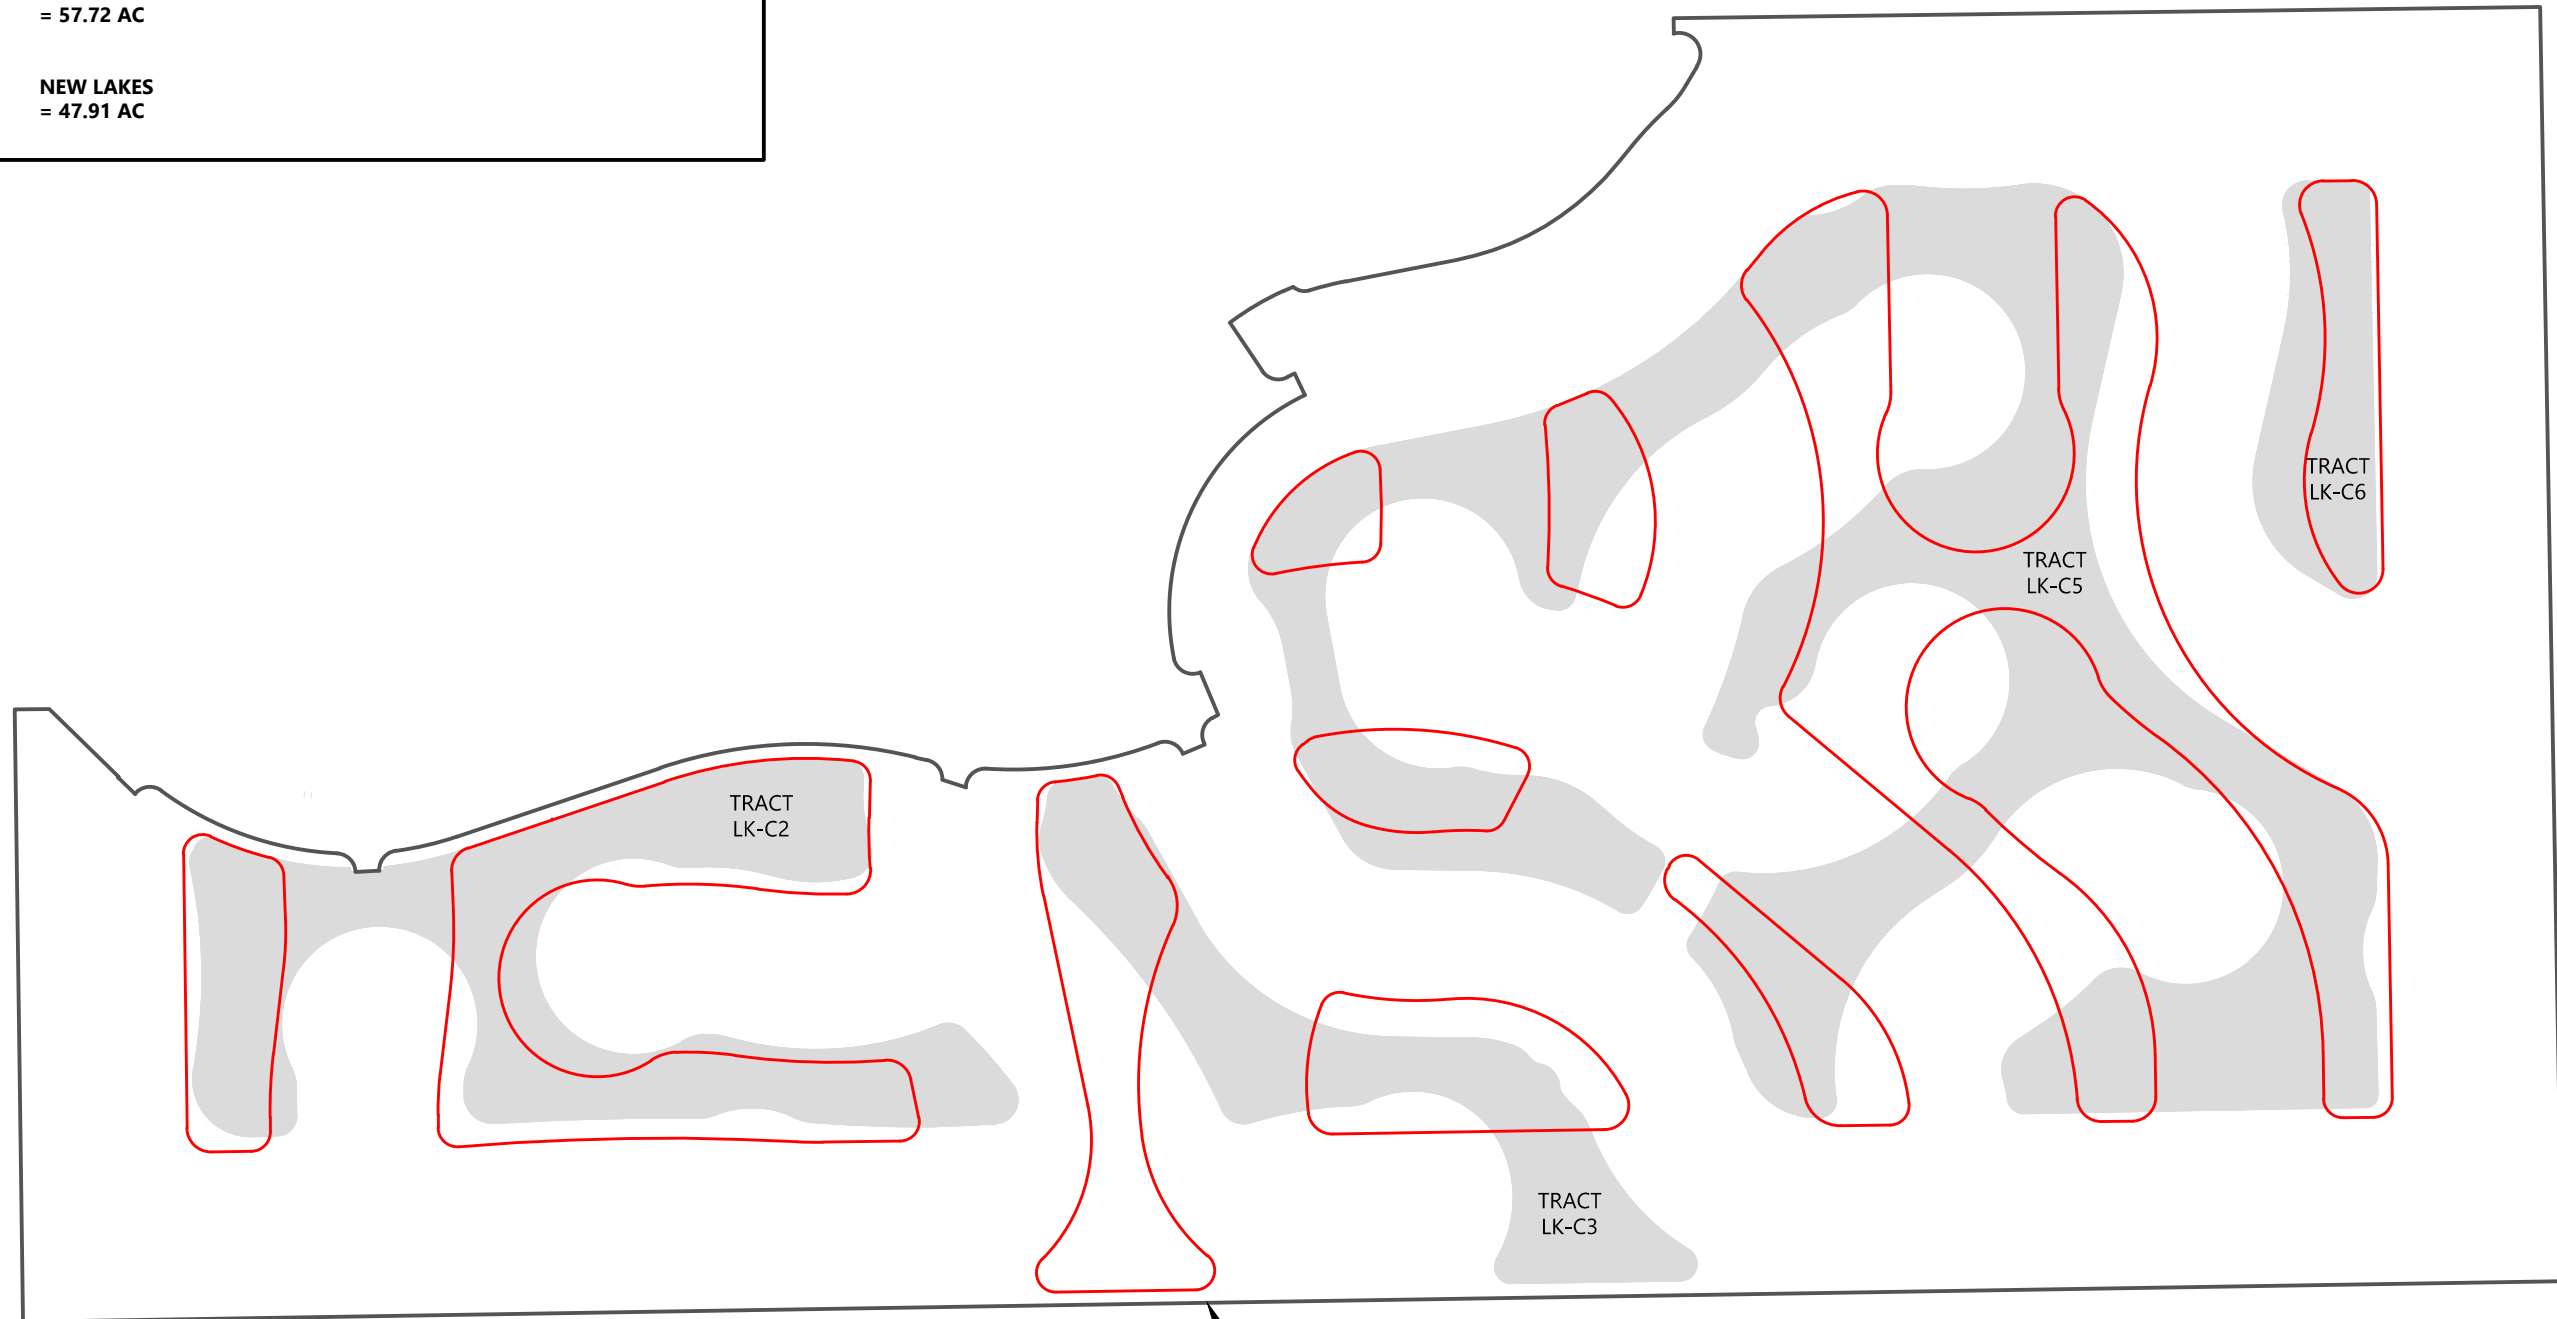 = 57.72 AC
NEW LAKES
= 47.91 AC
TRACT
LK-C6
TRACT
LK-C5
TRACT
LK-C2
TRACT
LK-C3